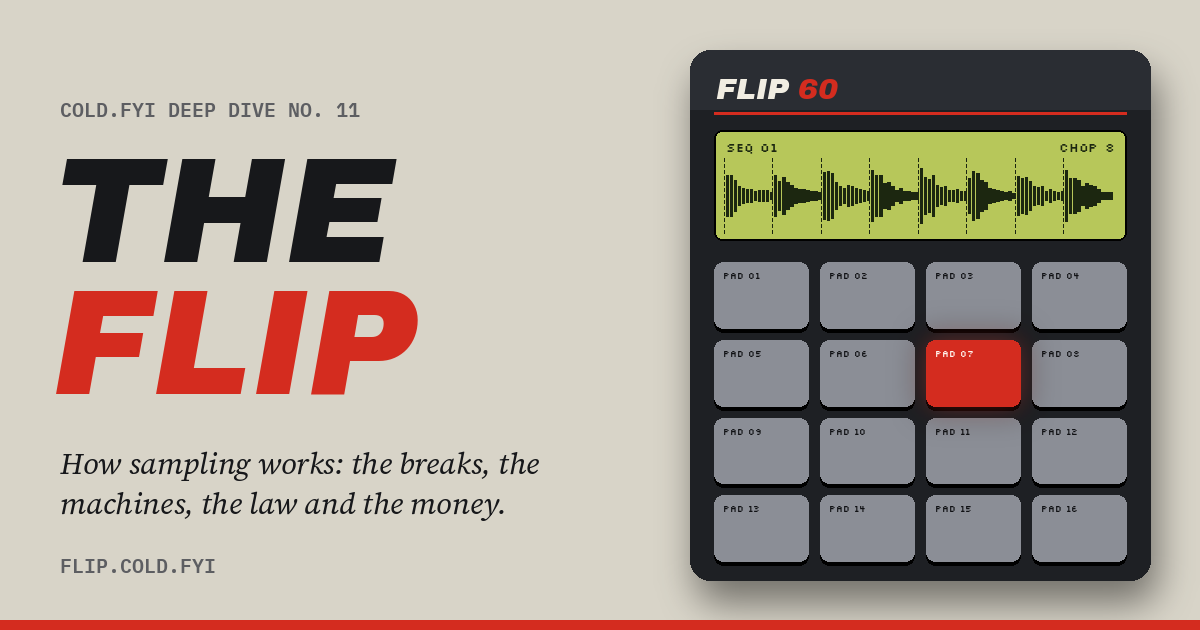 COLD.FYI DEEP DIVE NO. 11
THE
FLIP
How sampling works: the breaks, the
machines, the law and the money.
FLIP.COLD.FYI
FLIP 60
SEQ 01 CHOP 8
PAD 01 PAD 02 PAD 03 PAD 04
PAD 05 PAD 06 PAD 07 PAD 08
PAD 09 PAD 10 PAD 11 PAD 12
PAD 13 PAD 14 PAD 15 PAD 16